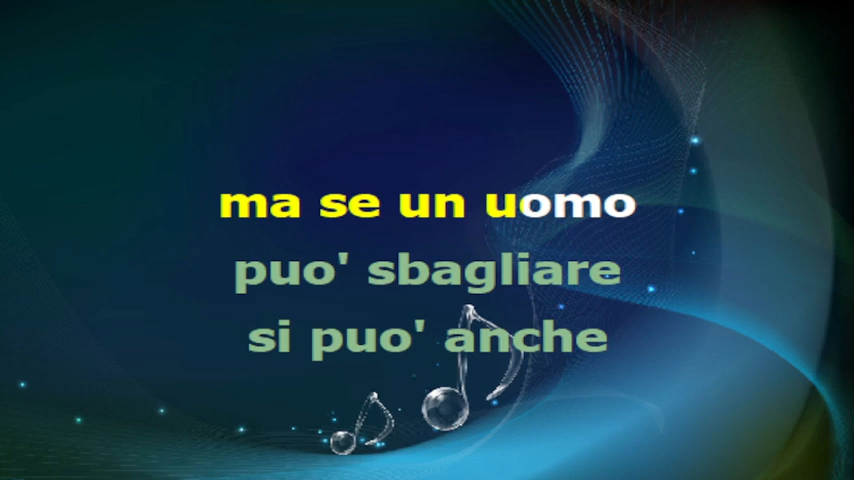 ma se un uomo
puo' sbagliare
si puo' anche